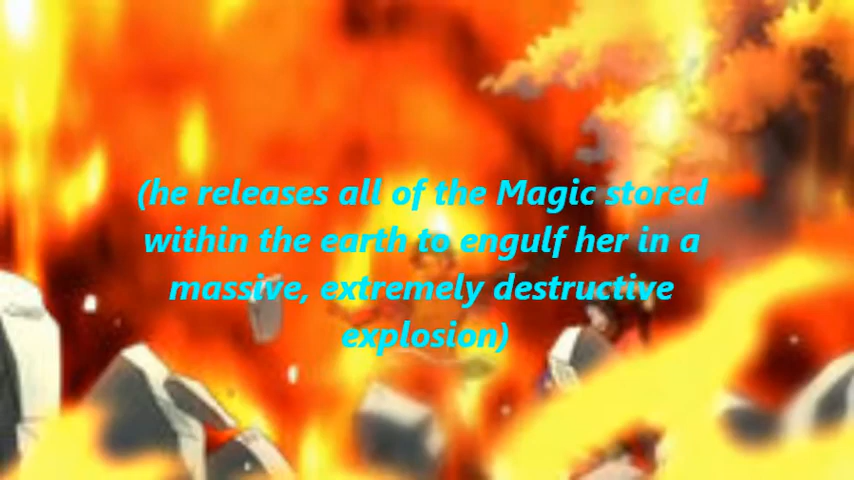 (he releases all of the Magic stored
within the earth to engulf her in a
massive, extremely destructive
explosion)